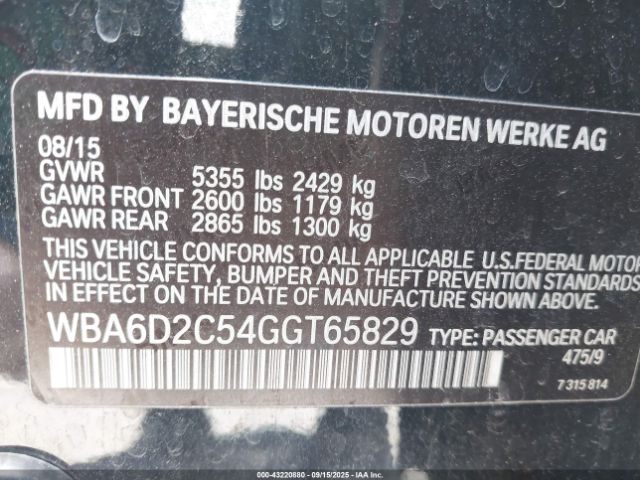 MFD BY BAYERISCHE MOTOREN WERKE AG
08/15
GVWR 5355 lbs 2429 kg
GAWR FRONT 2600 lbs 1179 kg
GAWR REAR 2865 lbs 1300 kg
THIS VEHICLE CONFORMS TO ALL APPLICABLE U.S.FEDERAL MOTOR
VEHICLE SAFETY, BUMPER AND THEFT PREVENTION STANDARDS
IN EFFECT ON THE DATE OF MANUFACTURE SHOWN ABOVE.
WBA6D2C54GGT65829 TYPE: PASSENGER CAR
475/9
7 315 814
©00-43220880 - 09/15/2025 - IAA Inc.